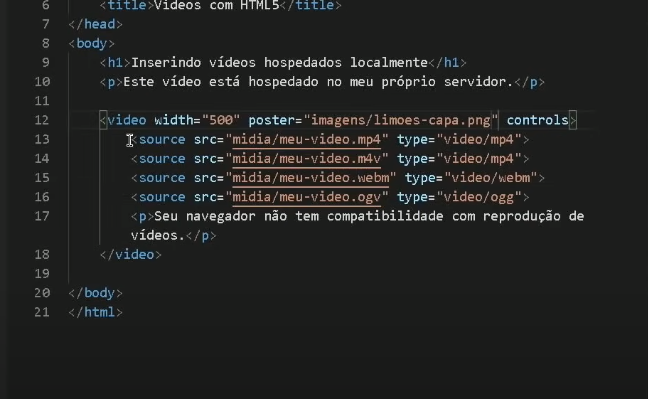 6 <title>Vídeos com HTML5</title>
7 </head>
8 <body>
9 <h1>Inserindo vídeos hospedados localmente</h1>
10 <p>Este vídeo está hospedado no meu próprio servidor.</p>
11
12 <video width="500" poster="imagens/limoes-capa.png" controls>
13 <source src="midia/meu-video.mp4" type="video/mp4">
14 <source src="midia/meu-video.m4v" type="video/mp4">
15 <source src="midia/meu-video.webm" type="video/webm">
16 <source src="midia/meu-video.ogv" type="video/ogg">
17 <p>Seu navegador não tem compatibilidade com reprodução de
vídeos.</p>
18 </video>
19
20 </body>
21 </html>